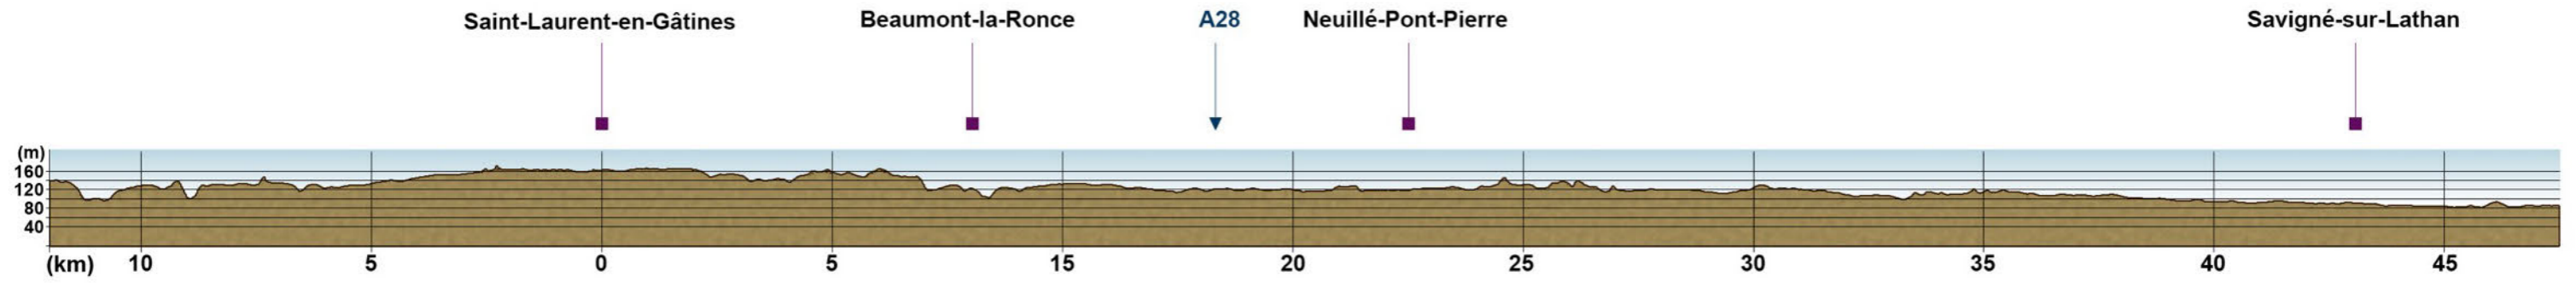 Saint-Laurent-en-Gâtines
Beaumont-la-Ronce
A28
Neuillé-Pont-Pierre
Savigné-sur-Lathan
(m)
160
120
80
40
(km) 10 5 0 5 15 20 25 30 35 40 45